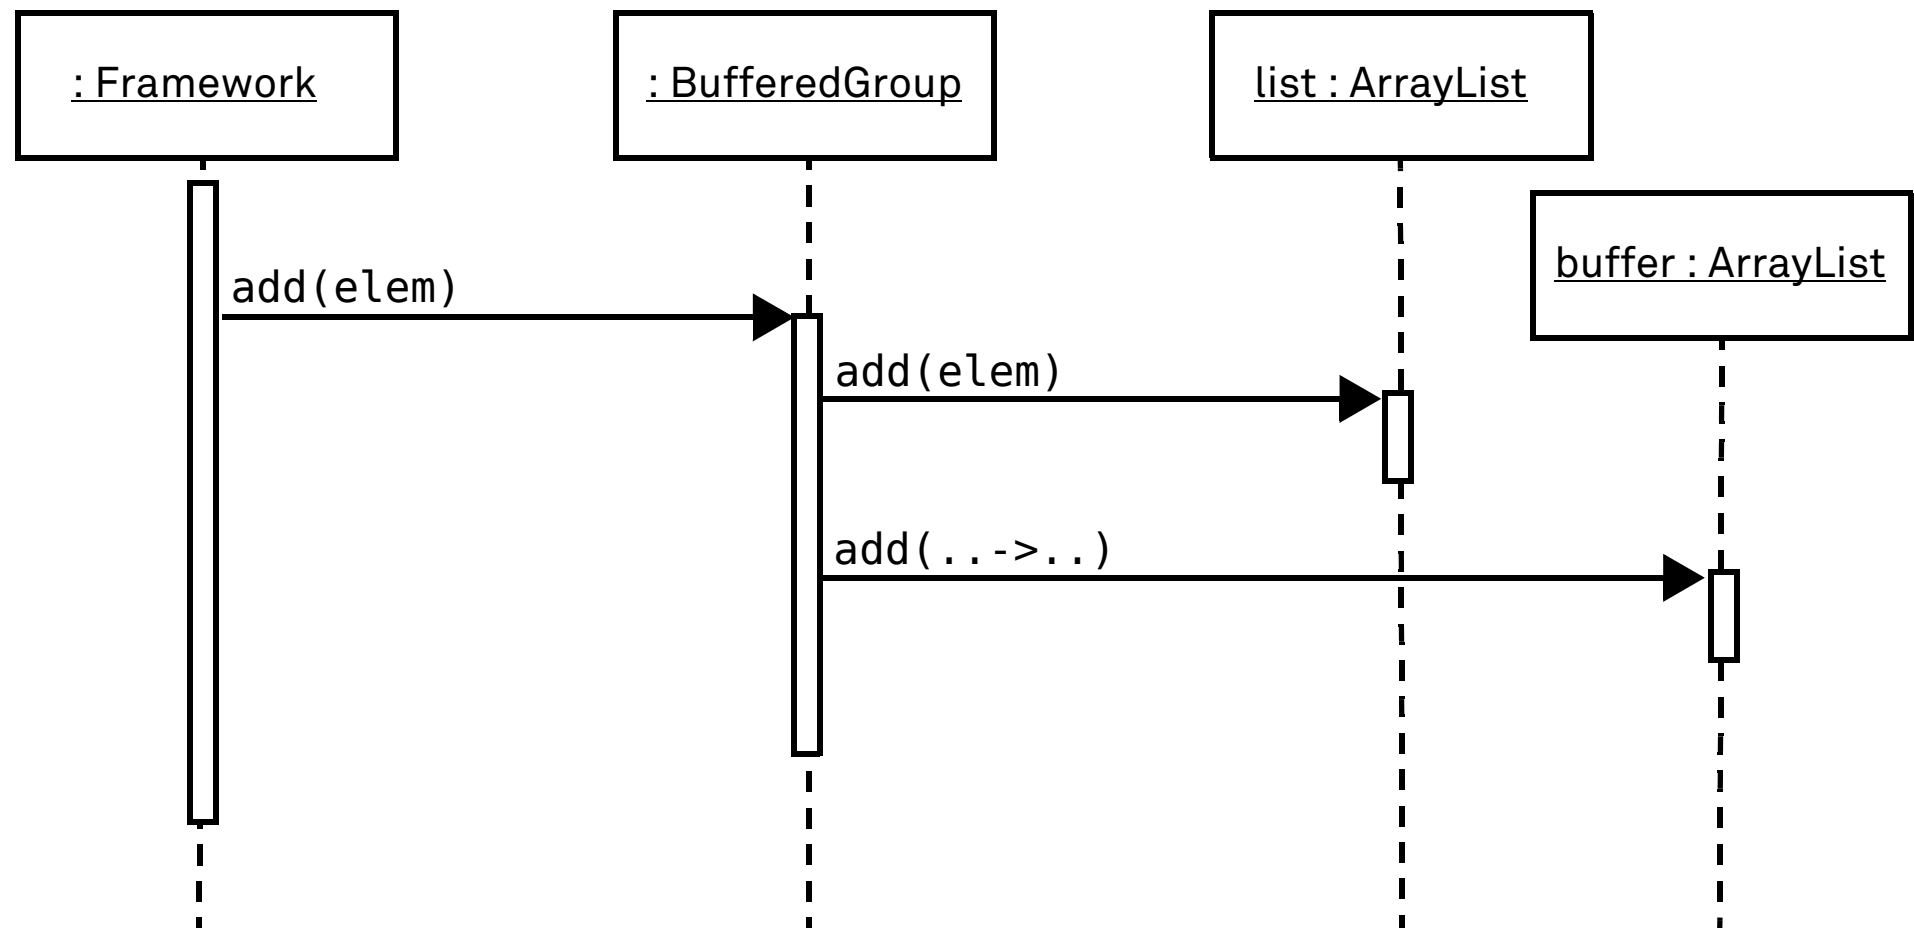 : Framework
: BufferedGroup
list : ArrayList
buffer : ArrayList
add(elem)
add(elem)
add(..->..)